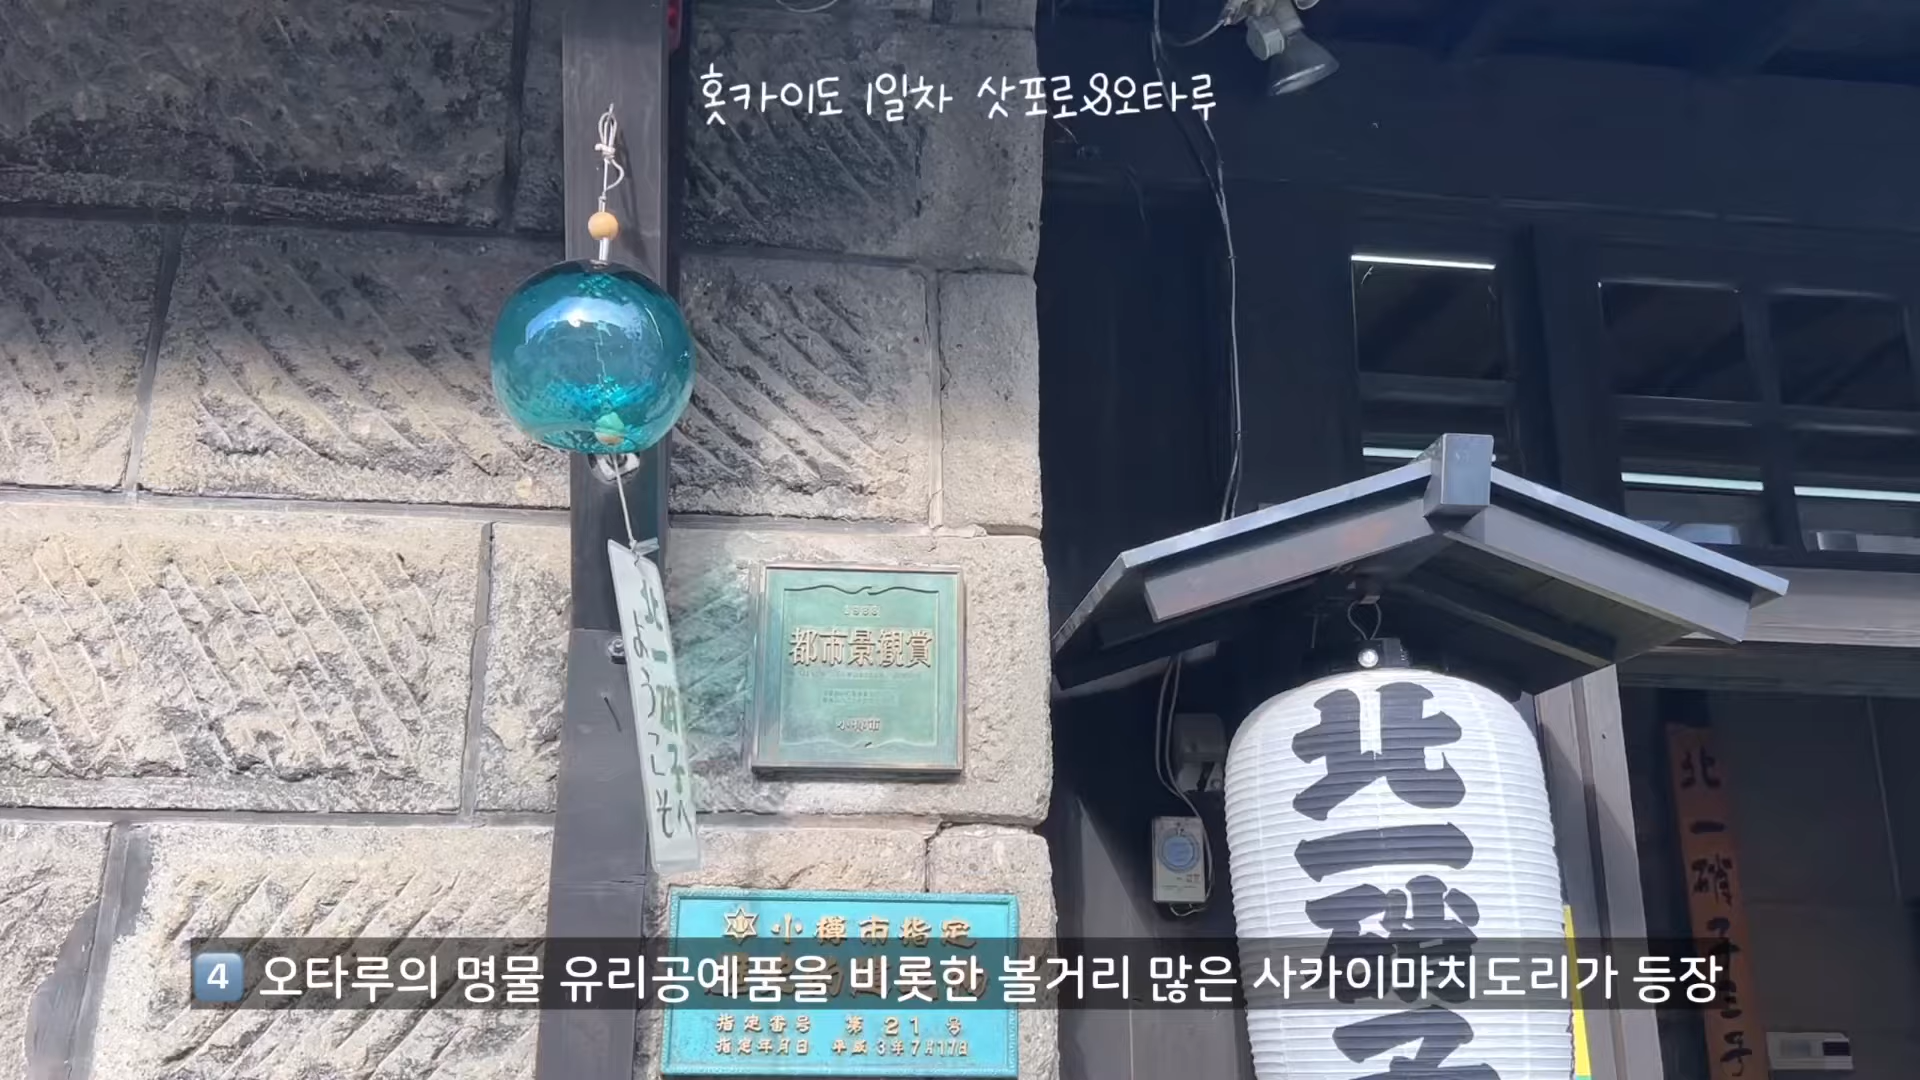 홋카이도 1일차 삿포로&오타루
北一硝子へ
ようこそ
都市景観賞
小樽市
北一硝子
北一硝子
小樽市指定
指定番号 第21号
指定年月日 平成3年7月17日
4 오타루의 명물 유리공예품을 비롯한 볼거리 많은 사카이마치도리가 등장